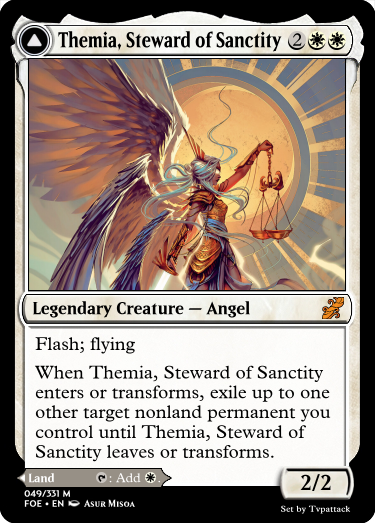 Themia, Steward of Sanctity 2
Legendary Creature — Angel
Flash; flying
When Themia, Steward of Sanctity
enters or transforms, exile up to one
other target nonland permanent you
control until Themia, Steward of
Sanctity leaves or transforms.
Land : Add .
2/2
049/331 M
FOE • EN Asur Misoa
Set by Tvpattack